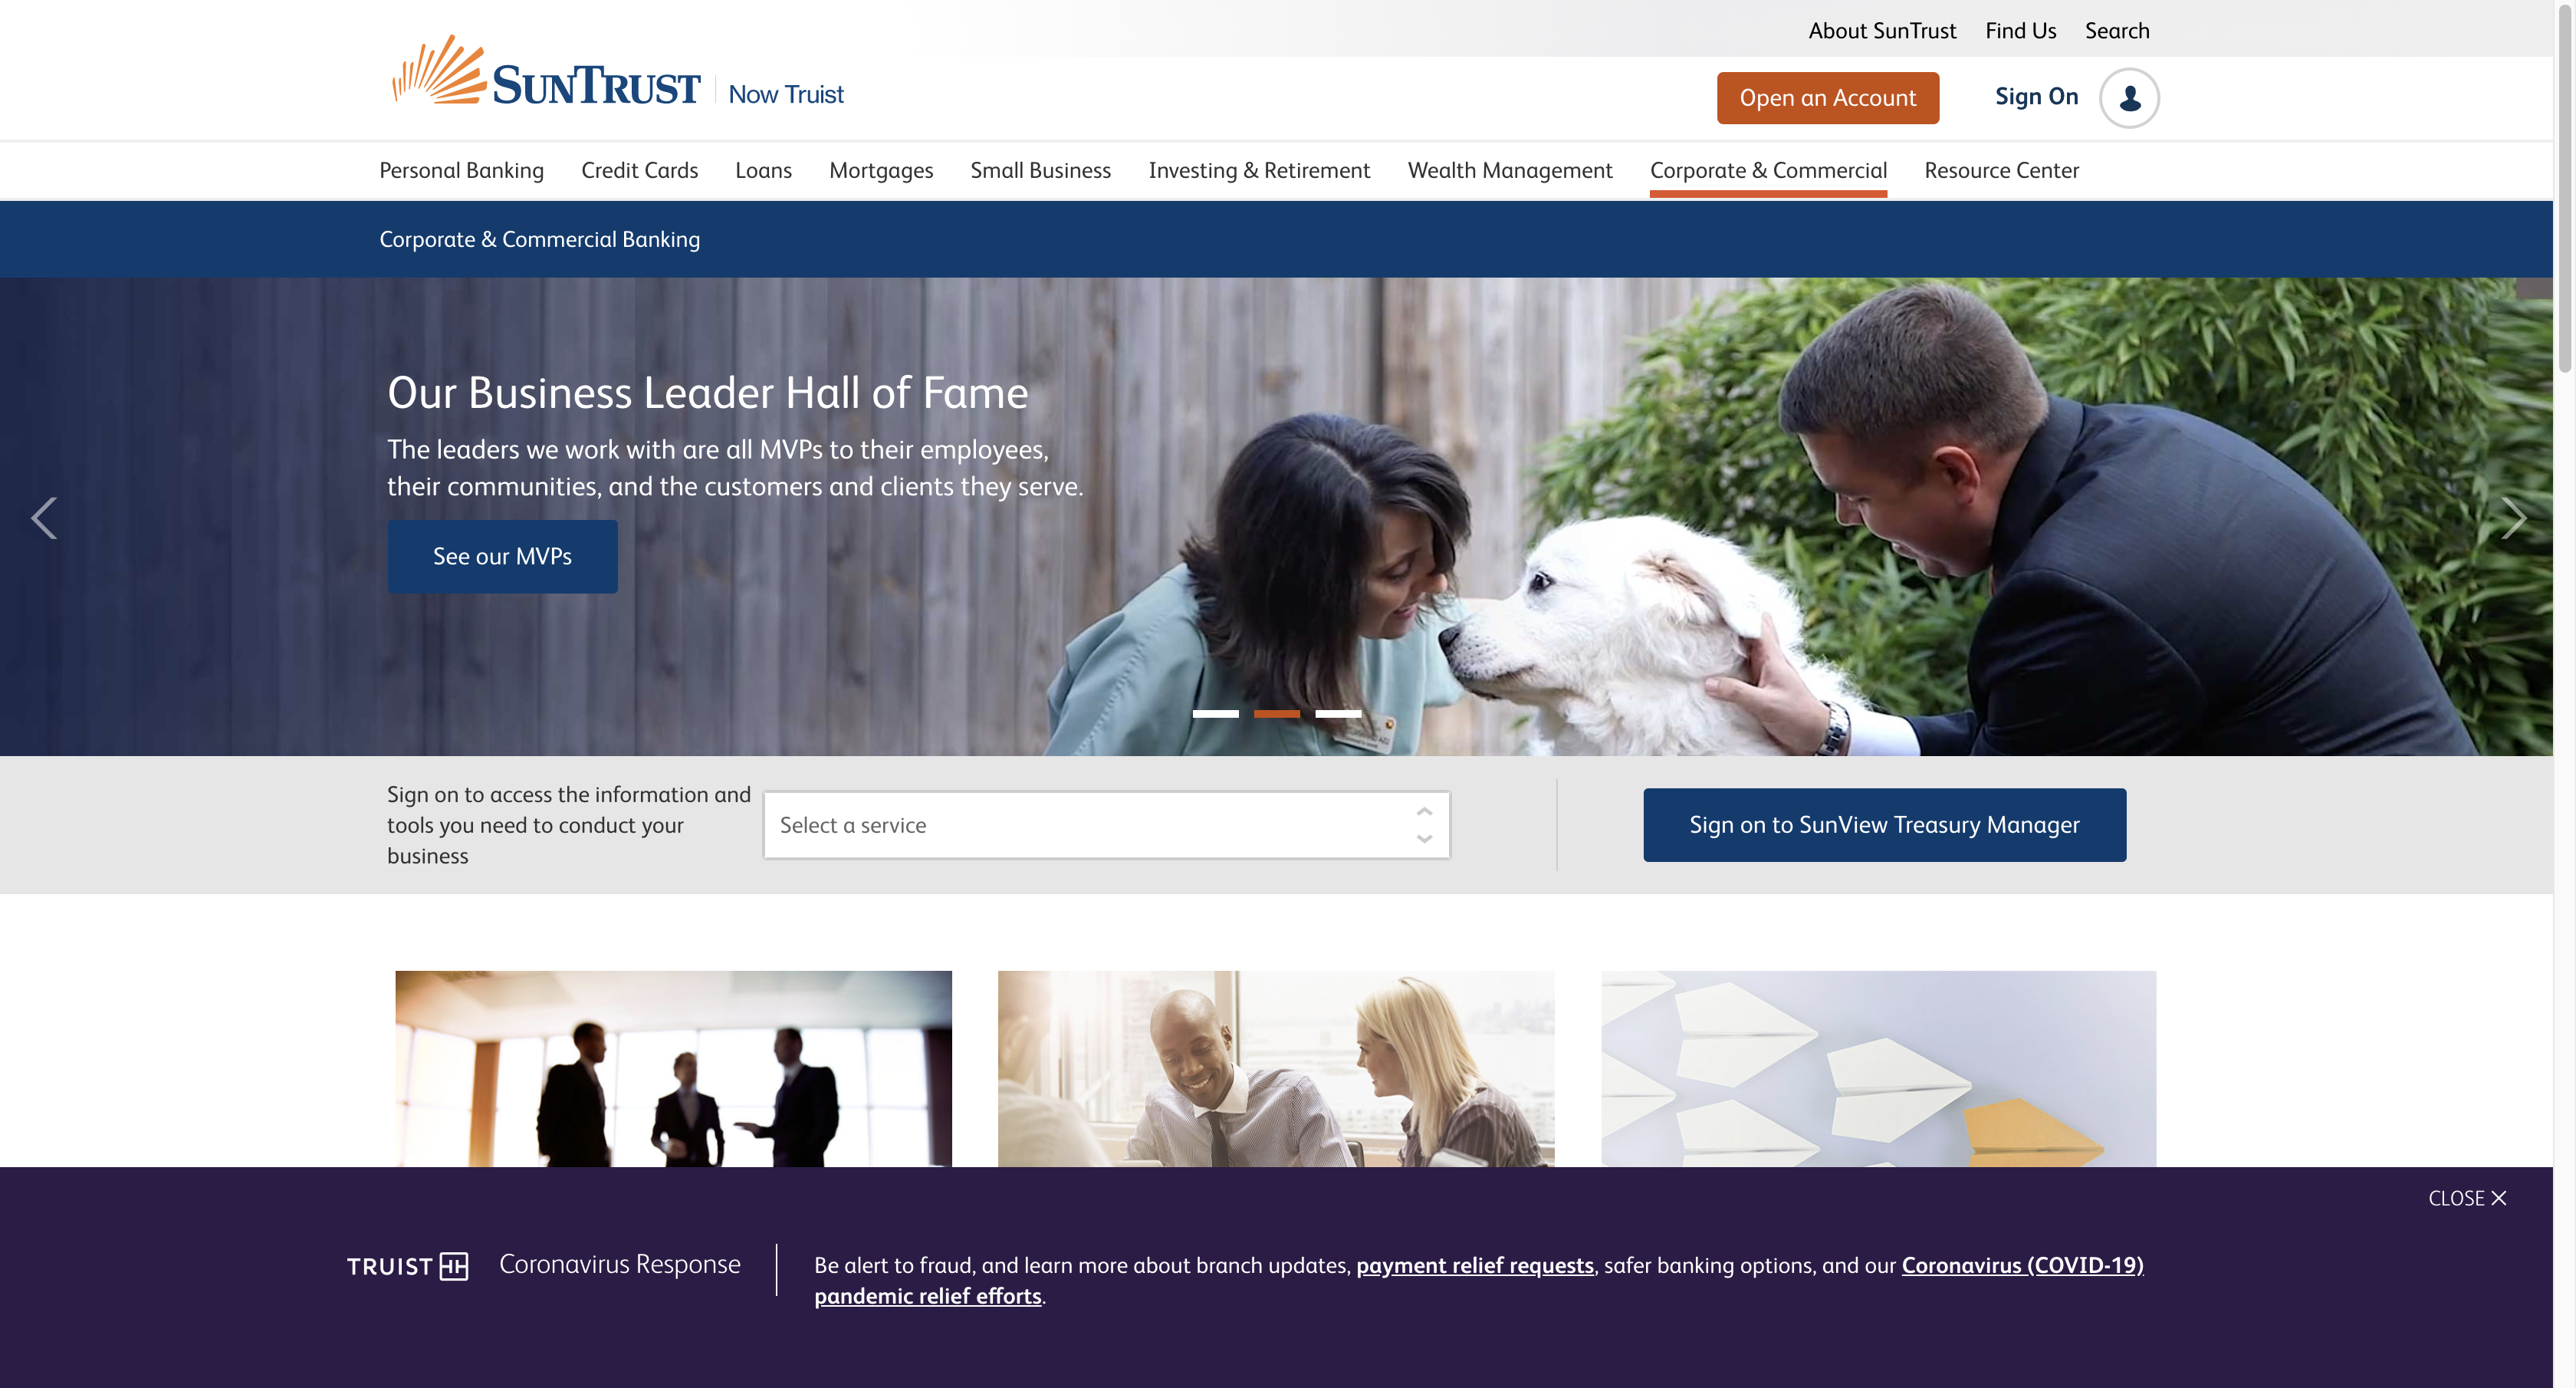 About SunTrust Find Us Search
SUNTRUST Now Truist
Open an Account Sign On
Personal Banking Credit Cards Loans Mortgages Small Business Investing & Retirement Wealth Management Corporate & Commercial Resource Center
Corporate & Commercial Banking
Our Business Leader Hall of Fame
The leaders we work with are all MVPs to their employees,
their communities, and the customers and clients they serve.
See our MVPs
Sign on to access the information and
tools you need to conduct your
business
Select a service
Sign on to SunView Treasury Manager
CLOSE
TRUIST Coronavirus Response
Be alert to fraud, and learn more about branch updates, payment relief requests, safer banking options, and our Coronavirus (COVID-19)
pandemic relief efforts.